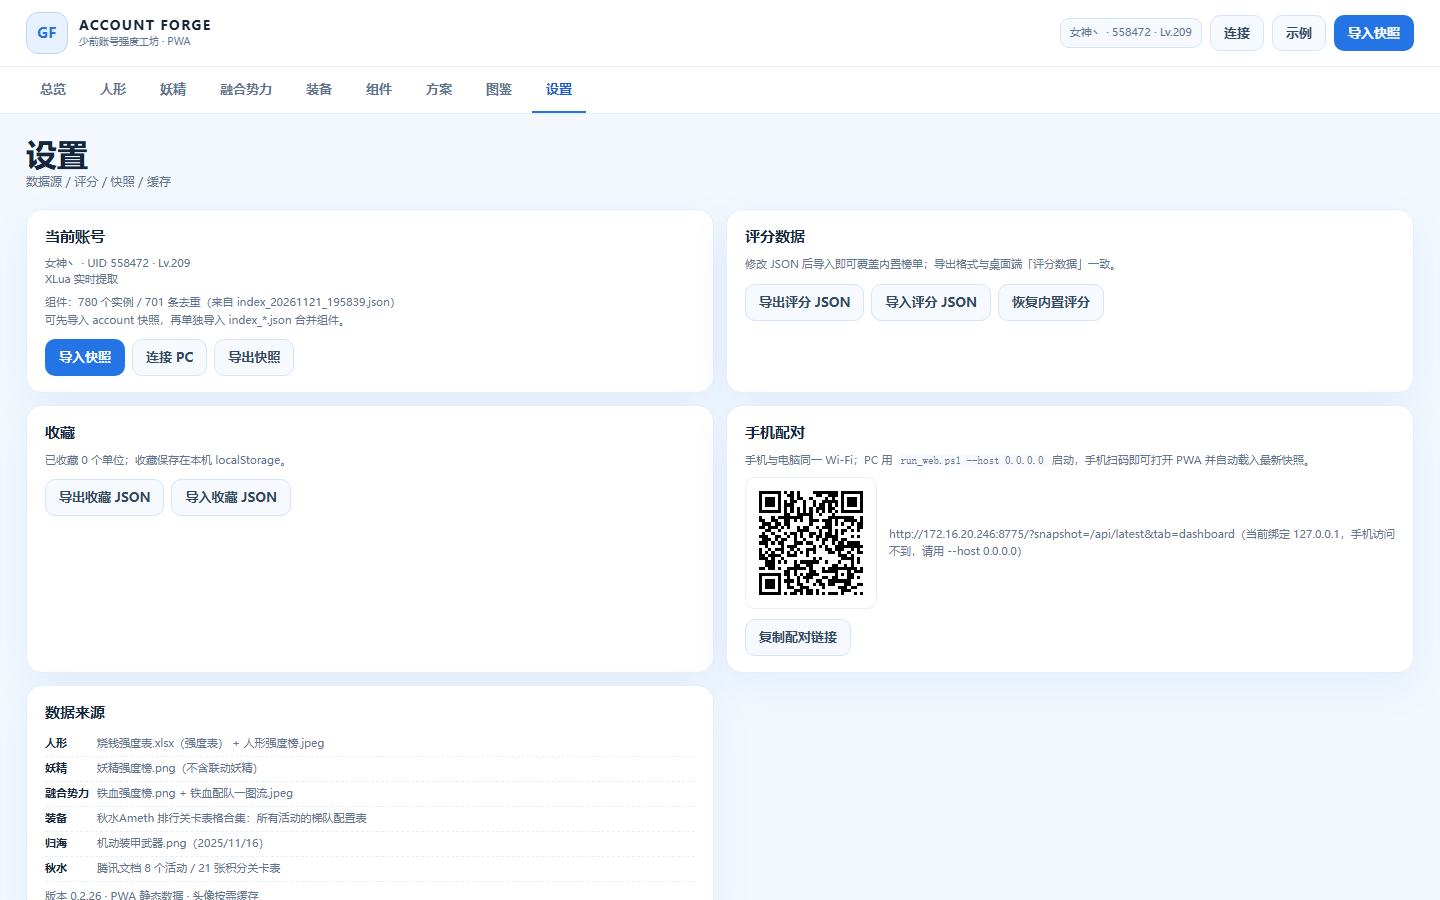 GF
ACCOUNT FORGE
少前账号强度工坊 · PWA
女神丶 · 558472 · Lv.209
连接
示例
导入快照
总览
人形
妖精
融合势力
装备
组件
方案
图鉴
设置
设置
数据源 / 评分 / 快照 / 缓存
当前账号
女神丶 · UID 558472 · Lv.209
XLua 实时提取
组件：780 个实例 / 701 条去重（来自 index_20261121_195839.json）
可先导入 account 快照，再单独导入 index_*.json 合并组件。
导入快照
连接 PC
导出快照
评分数据
修改 JSON 后导入即可覆盖内置榜单；导出格式与桌面端「评分数据」一致。
导出评分 JSON
导入评分 JSON
恢复内置评分
收藏
已收藏 0 个单位；收藏保存在本机 localStorage。
导出收藏 JSON
导入收藏 JSON
手机配对
手机与电脑同一 Wi-Fi；PC 用 run_web.ps1 --host 0.0.0.0 启动，手机扫码即可打开 PWA 并自动载入最新快照。
http://172.16.20.246:8775/?snapshot=/api/latest&tab=dashboard（当前绑定 127.0.0.1，手机访问
不到，请用 --host 0.0.0.0）
复制配对链接
数据来源
人形 烧钱强度表.xlsx（强度表） + 人形强度榜.jpeg
妖精 妖精强度榜.png（不含联动妖精）
融合势力 铁血强度榜.png + 铁血配队一图流.jpeg
装备 秋水Ameth 排行关卡表格合集：所有活动的梯队配置表
归海 机动装甲武器.png（2025/11/16）
秋水 腾讯文档 8 个活动 / 21 张积分关卡表
版本 0.2.26 · PWA 静态数据 · 头像按需缓存